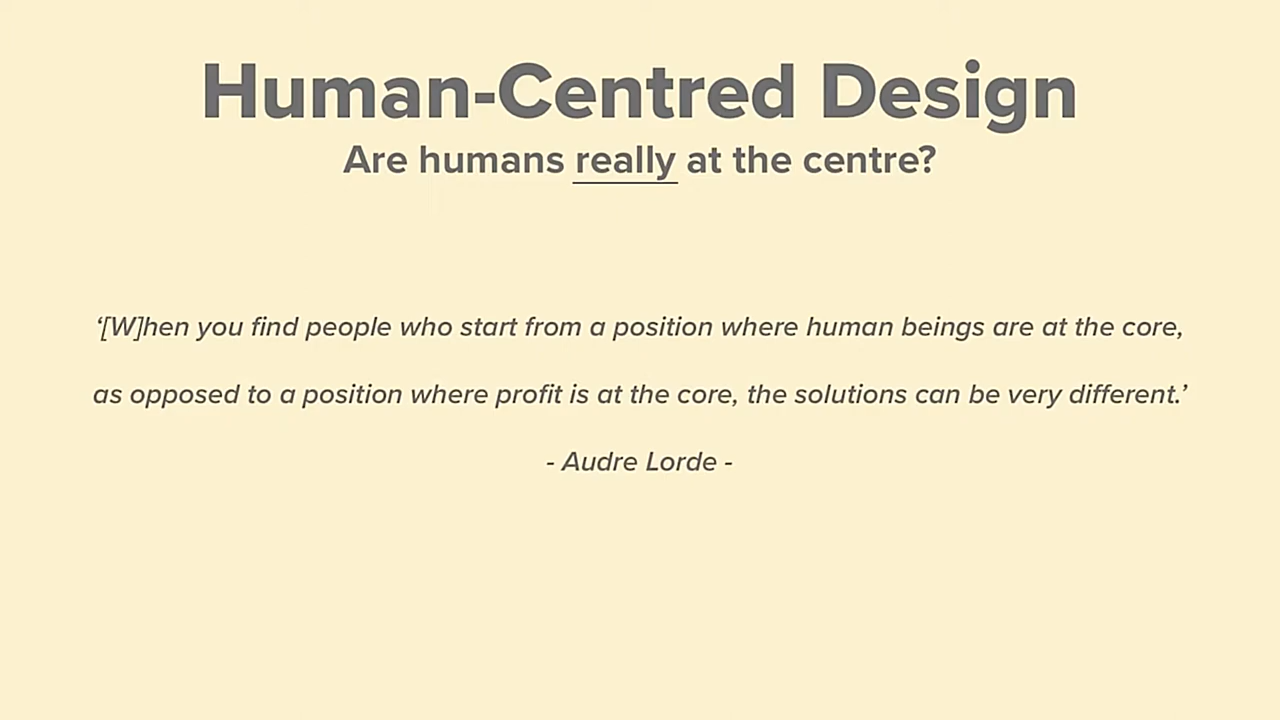 Human-Centred Design
Are humans really at the centre?
‘[W]hen you find people who start from a position where human beings are at the core,
as opposed to a position where profit is at the core, the solutions can be very different.’
- Audre Lorde -